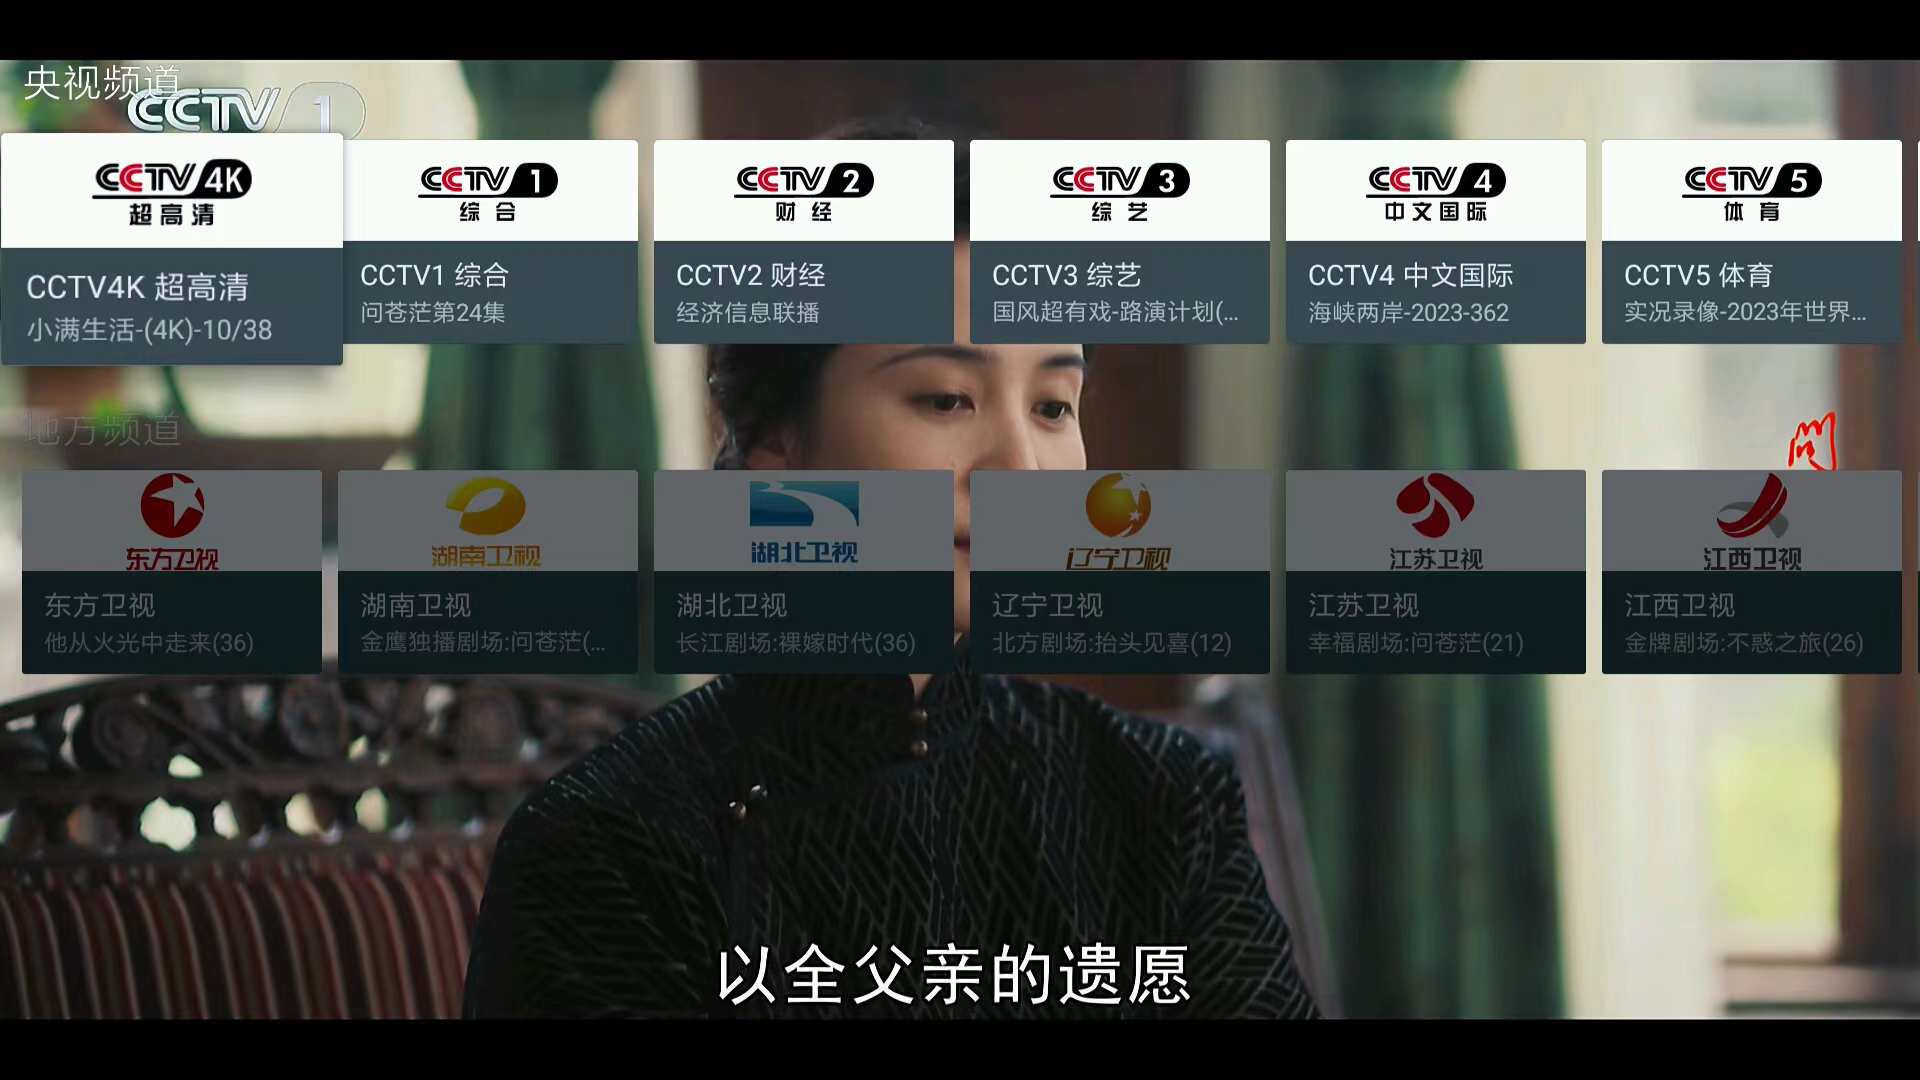 央视频道
CCTV 1
CCTV 4K
超高清
CCTV4K 超高清
小满生活-(4K)-10/38
CCTV 1
综合
CCTV1 综合
问苍茫第24集
CCTV 2
财经
CCTV2 财经
经济信息联播
CCTV 3
综艺
CCTV3 综艺
国风超有戏-路演计划(...
CCTV 4
中文国际
CCTV4 中文国际
海峡两岸-2023-362
CCTV 5
体育
CCTV5 体育
实况录像-2023年世界...
地方频道
问
东方卫视
东方卫视
他从火光中走来(36)
湖南卫视
湖南卫视
金鹰独播剧场:问苍茫(...
湖北卫视
湖北卫视
长江剧场:裸嫁时代(36)
辽宁卫视
辽宁卫视
北方剧场:抬头见喜(12)
江苏卫视
江苏卫视
幸福剧场:问苍茫(21)
江西卫视
江西卫视
金牌剧场:不惑之旅(26)
以全父亲的遗愿